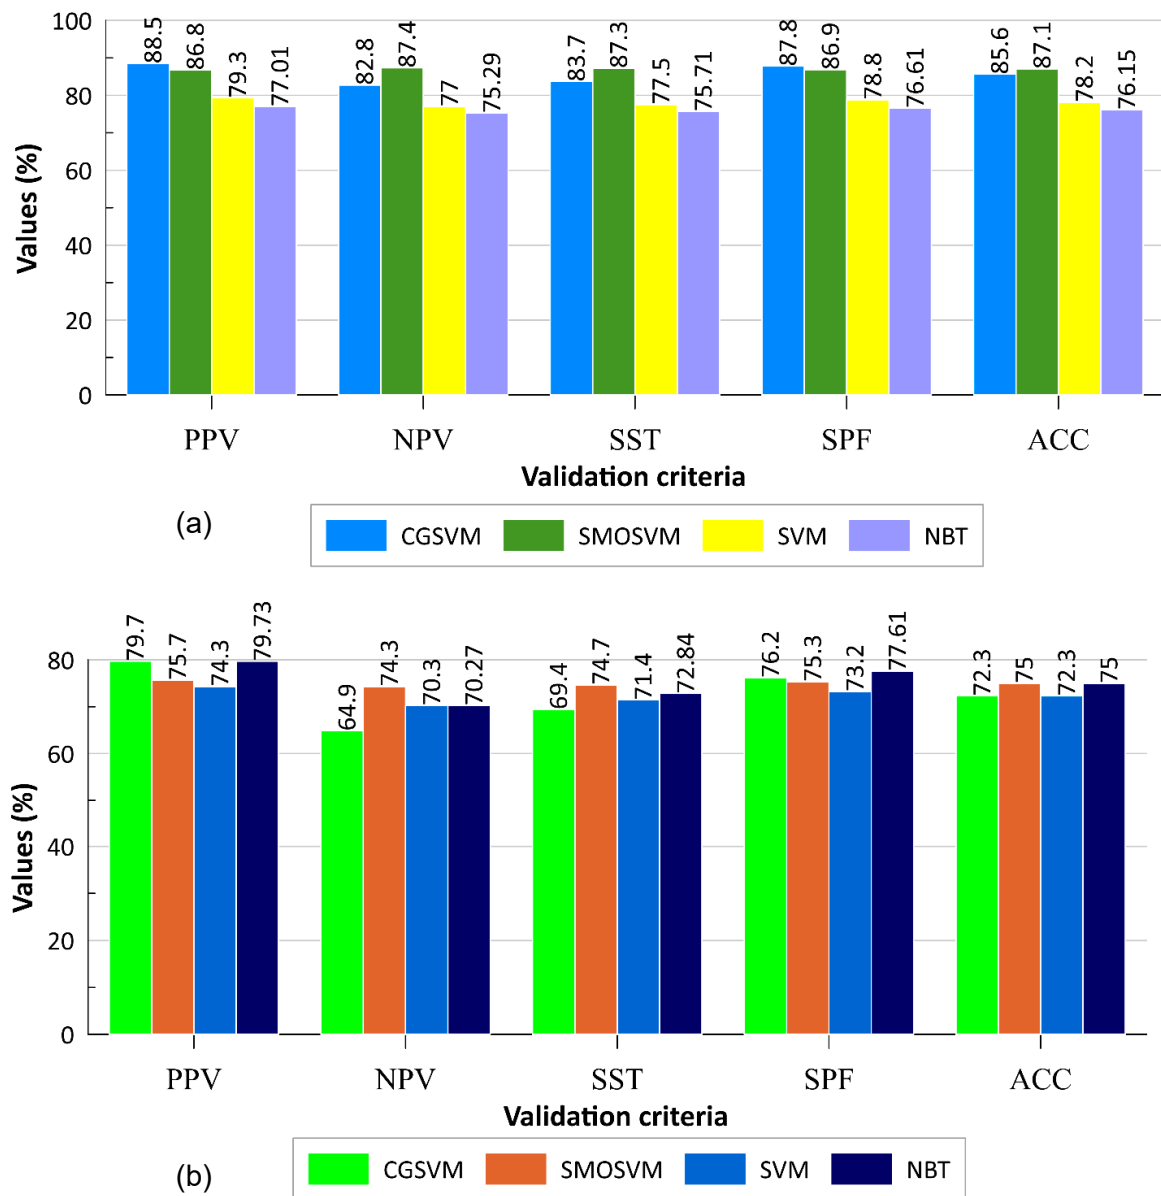 100
80
60
40
20
0
Values (%)
88.5 86.8 79.3 77.01
82.8 87.4 77 75.29
83.7 87.3 77.5 75.71
87.8 86.9 78.8 76.61
85.6 87.1 78.2 76.15
PPV NPV SST SPF ACC
Validation criteria
(a)
CGSVM SMOSVM SVM NBT
80
60
40
20
0
Values (%)
79.7 75.7 74.3 79.73
64.9 74.3 70.3 70.27
69.4 74.7 71.4 72.84
76.2 75.3 73.2 77.61
72.3 75 72.3 75
PPV NPV SST SPF ACC
Validation criteria
(b)
CGSVM SMOSVM SVM NBT